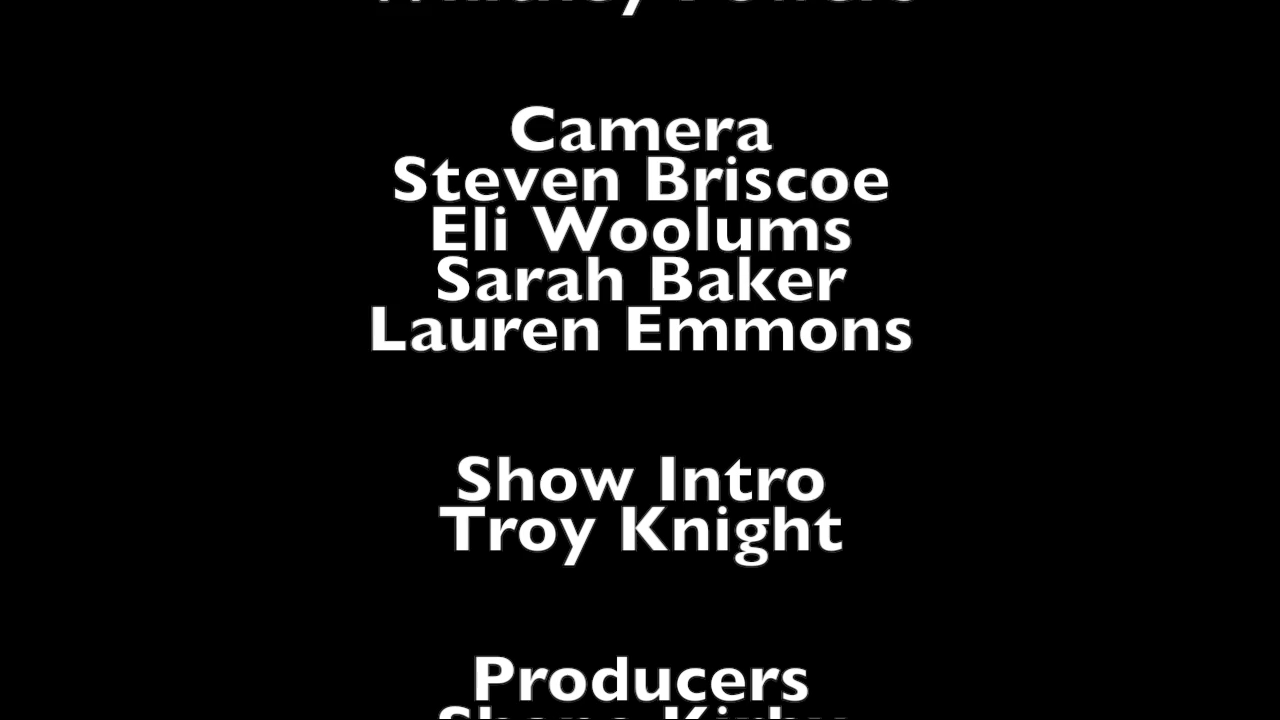 Camera
Steven Briscoe
Eli Woolums
Sarah Baker
Lauren Emmons
Show Intro
Troy Knight
Producers